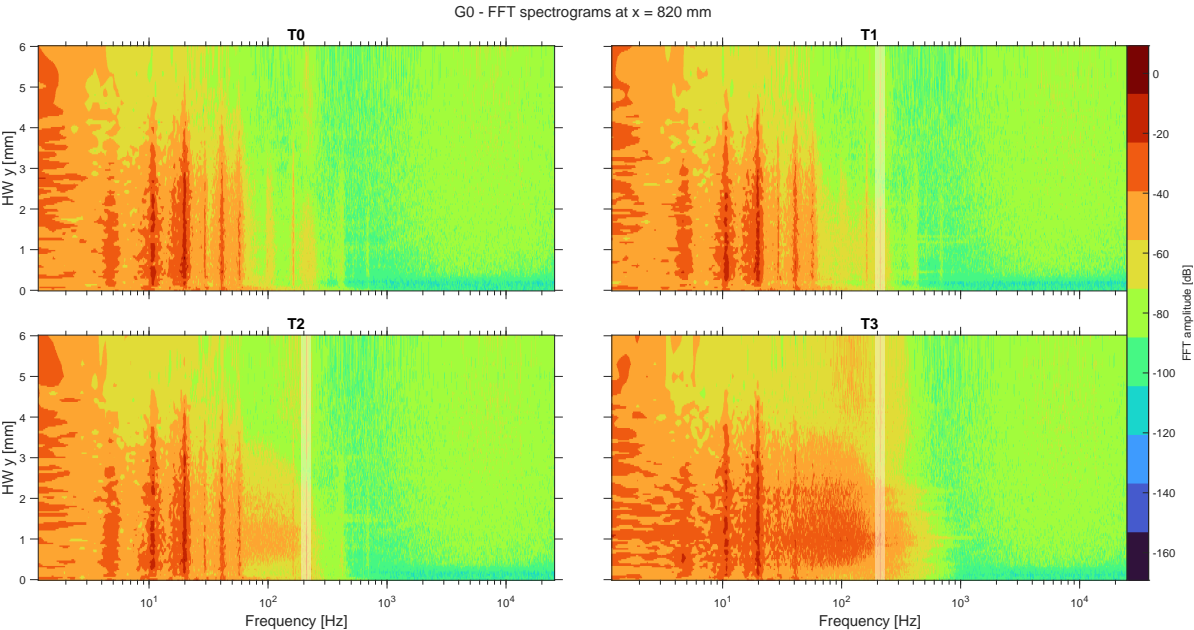 G0 - FFT spectrograms at x = 820 mm
T0
T1
6
5
4
3
2
1
0
HW y [mm]
0
-20
-40
-60
-80
-100
-120
-140
-160
FFT amplitude [dB]
T2
T3
6
5
4
3
2
1
0
HW y [mm]
10¹ 10² 10³ 10⁴
10¹ 10² 10³ 10⁴
Frequency [Hz]
Frequency [Hz]